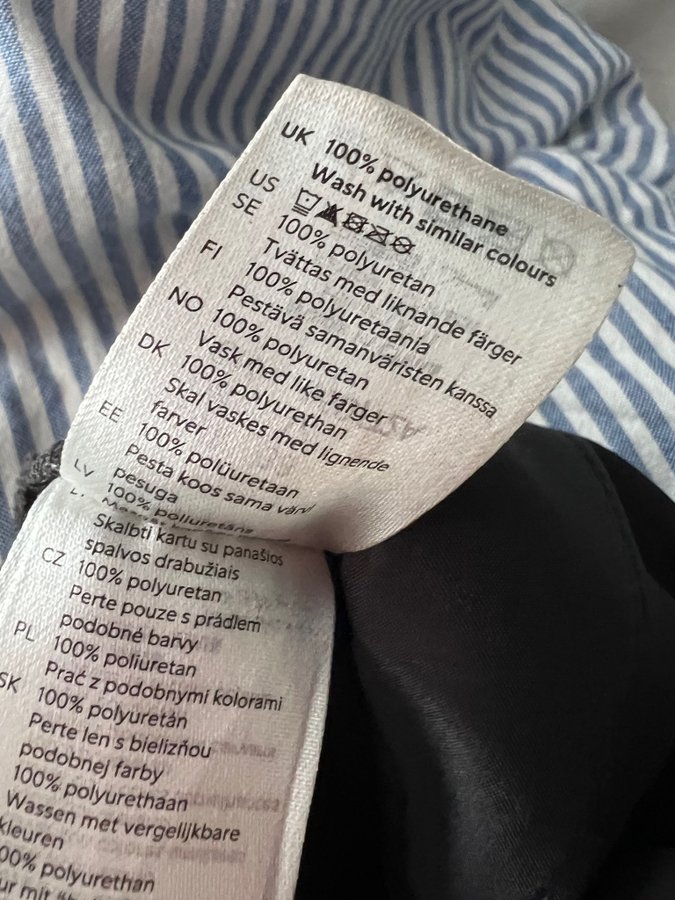 UK 100% polyurethane
Wash with similar colours
US
SE 100% polyuretan
Tvättas med liknande färger
FI 100% polyuretaania
Pestävä samanväristen kanssa
NO 100% polyuretan
Vask med like farger
DK 100% polyurethan
Skal vaskes med lignende
farver
EE 100% polüuretaan
Pesta koos sama
pesuga
LV 100% poliuretāns
Skalbti kartu su panašios
spalvos drabužiais
CZ 100% polyuretan
Perte pouze s prádlem
podobné barvy
PL 100% poliuretan
Prać z podobnymi kolorami
SK 100% polyuretán
Perte len s bielizňou
podobnej farby
100% polyurethaan
Wassen met vergelijkbare
kleuren
100% polyurethan
mit